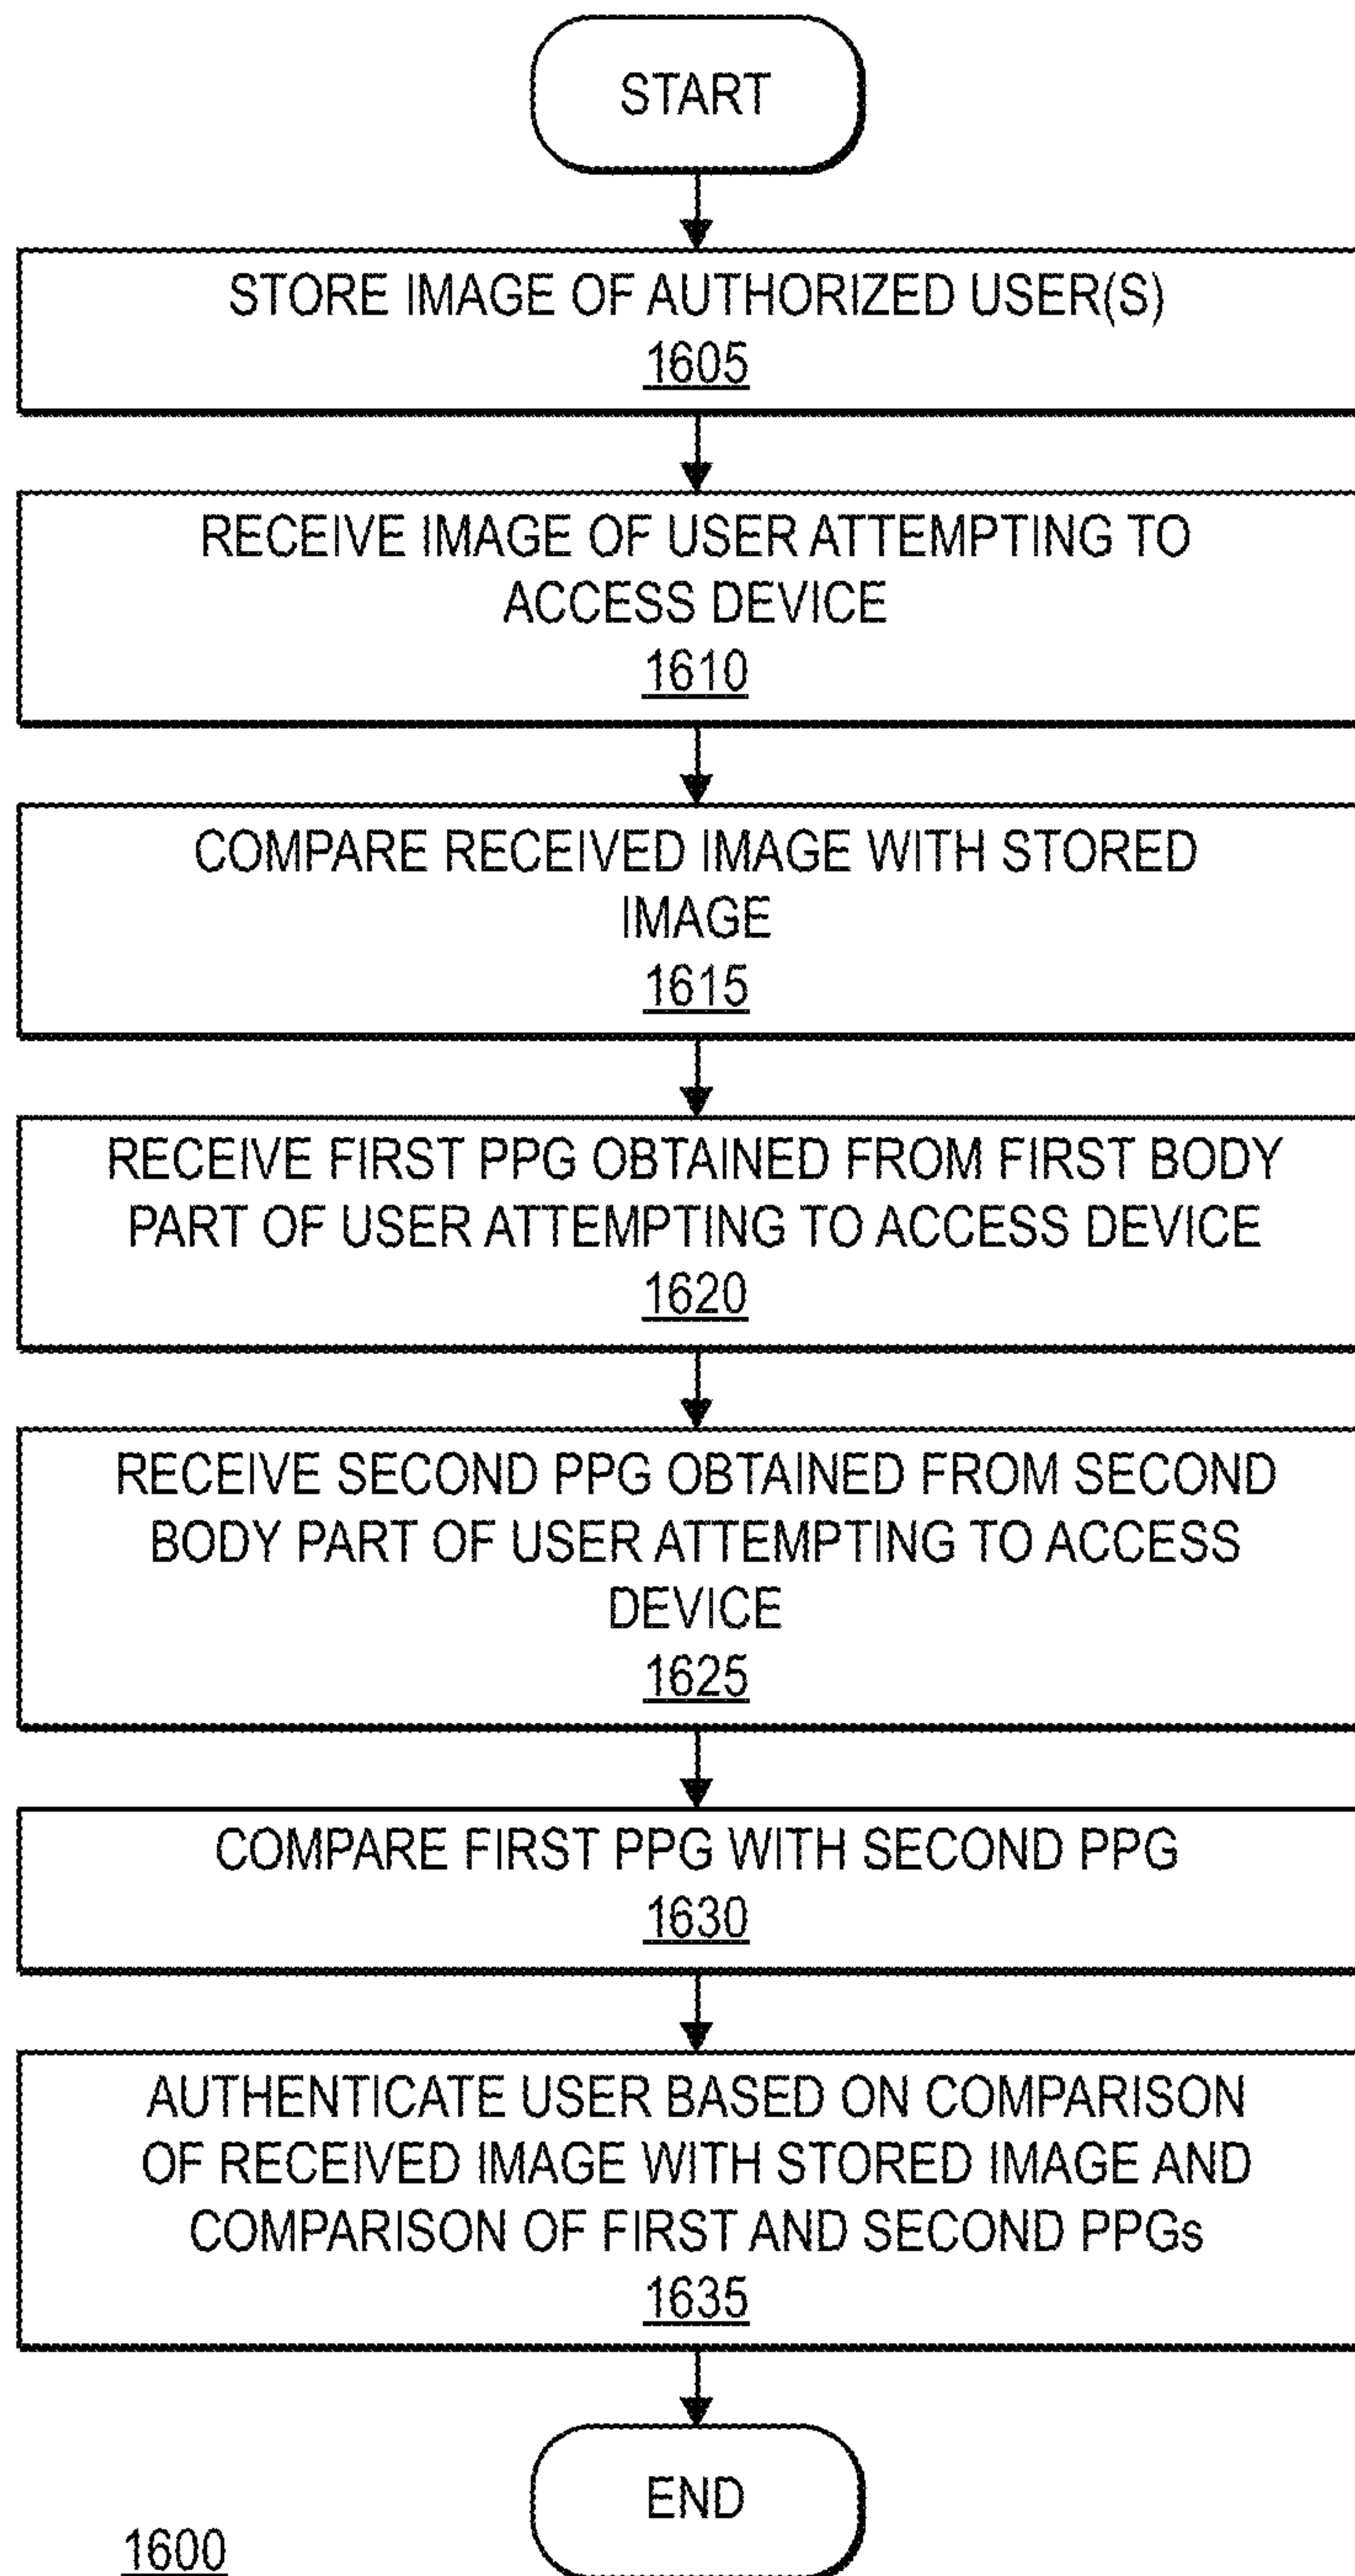 START
STORE IMAGE OF AUTHORIZED USER(S)
1605
RECEIVE IMAGE OF USER ATTEMPTING TO
ACCESS DEVICE
1610
COMPARE RECEIVED IMAGE WITH STORED
IMAGE
1615
RECEIVE FIRST PPG OBTAINED FROM FIRST BODY
PART OF USER ATTEMPTING TO ACCESS DEVICE
1620
RECEIVE SECOND PPG OBTAINED FROM SECOND
BODY PART OF USER ATTEMPTING TO ACCESS
DEVICE
1625
COMPARE FIRST PPG WITH SECOND PPG
1630
AUTHENTICATE USER BASED ON COMPARISON
OF RECEIVED IMAGE WITH STORED IMAGE AND
COMPARISON OF FIRST AND SECOND PPGs
1635
END
1600